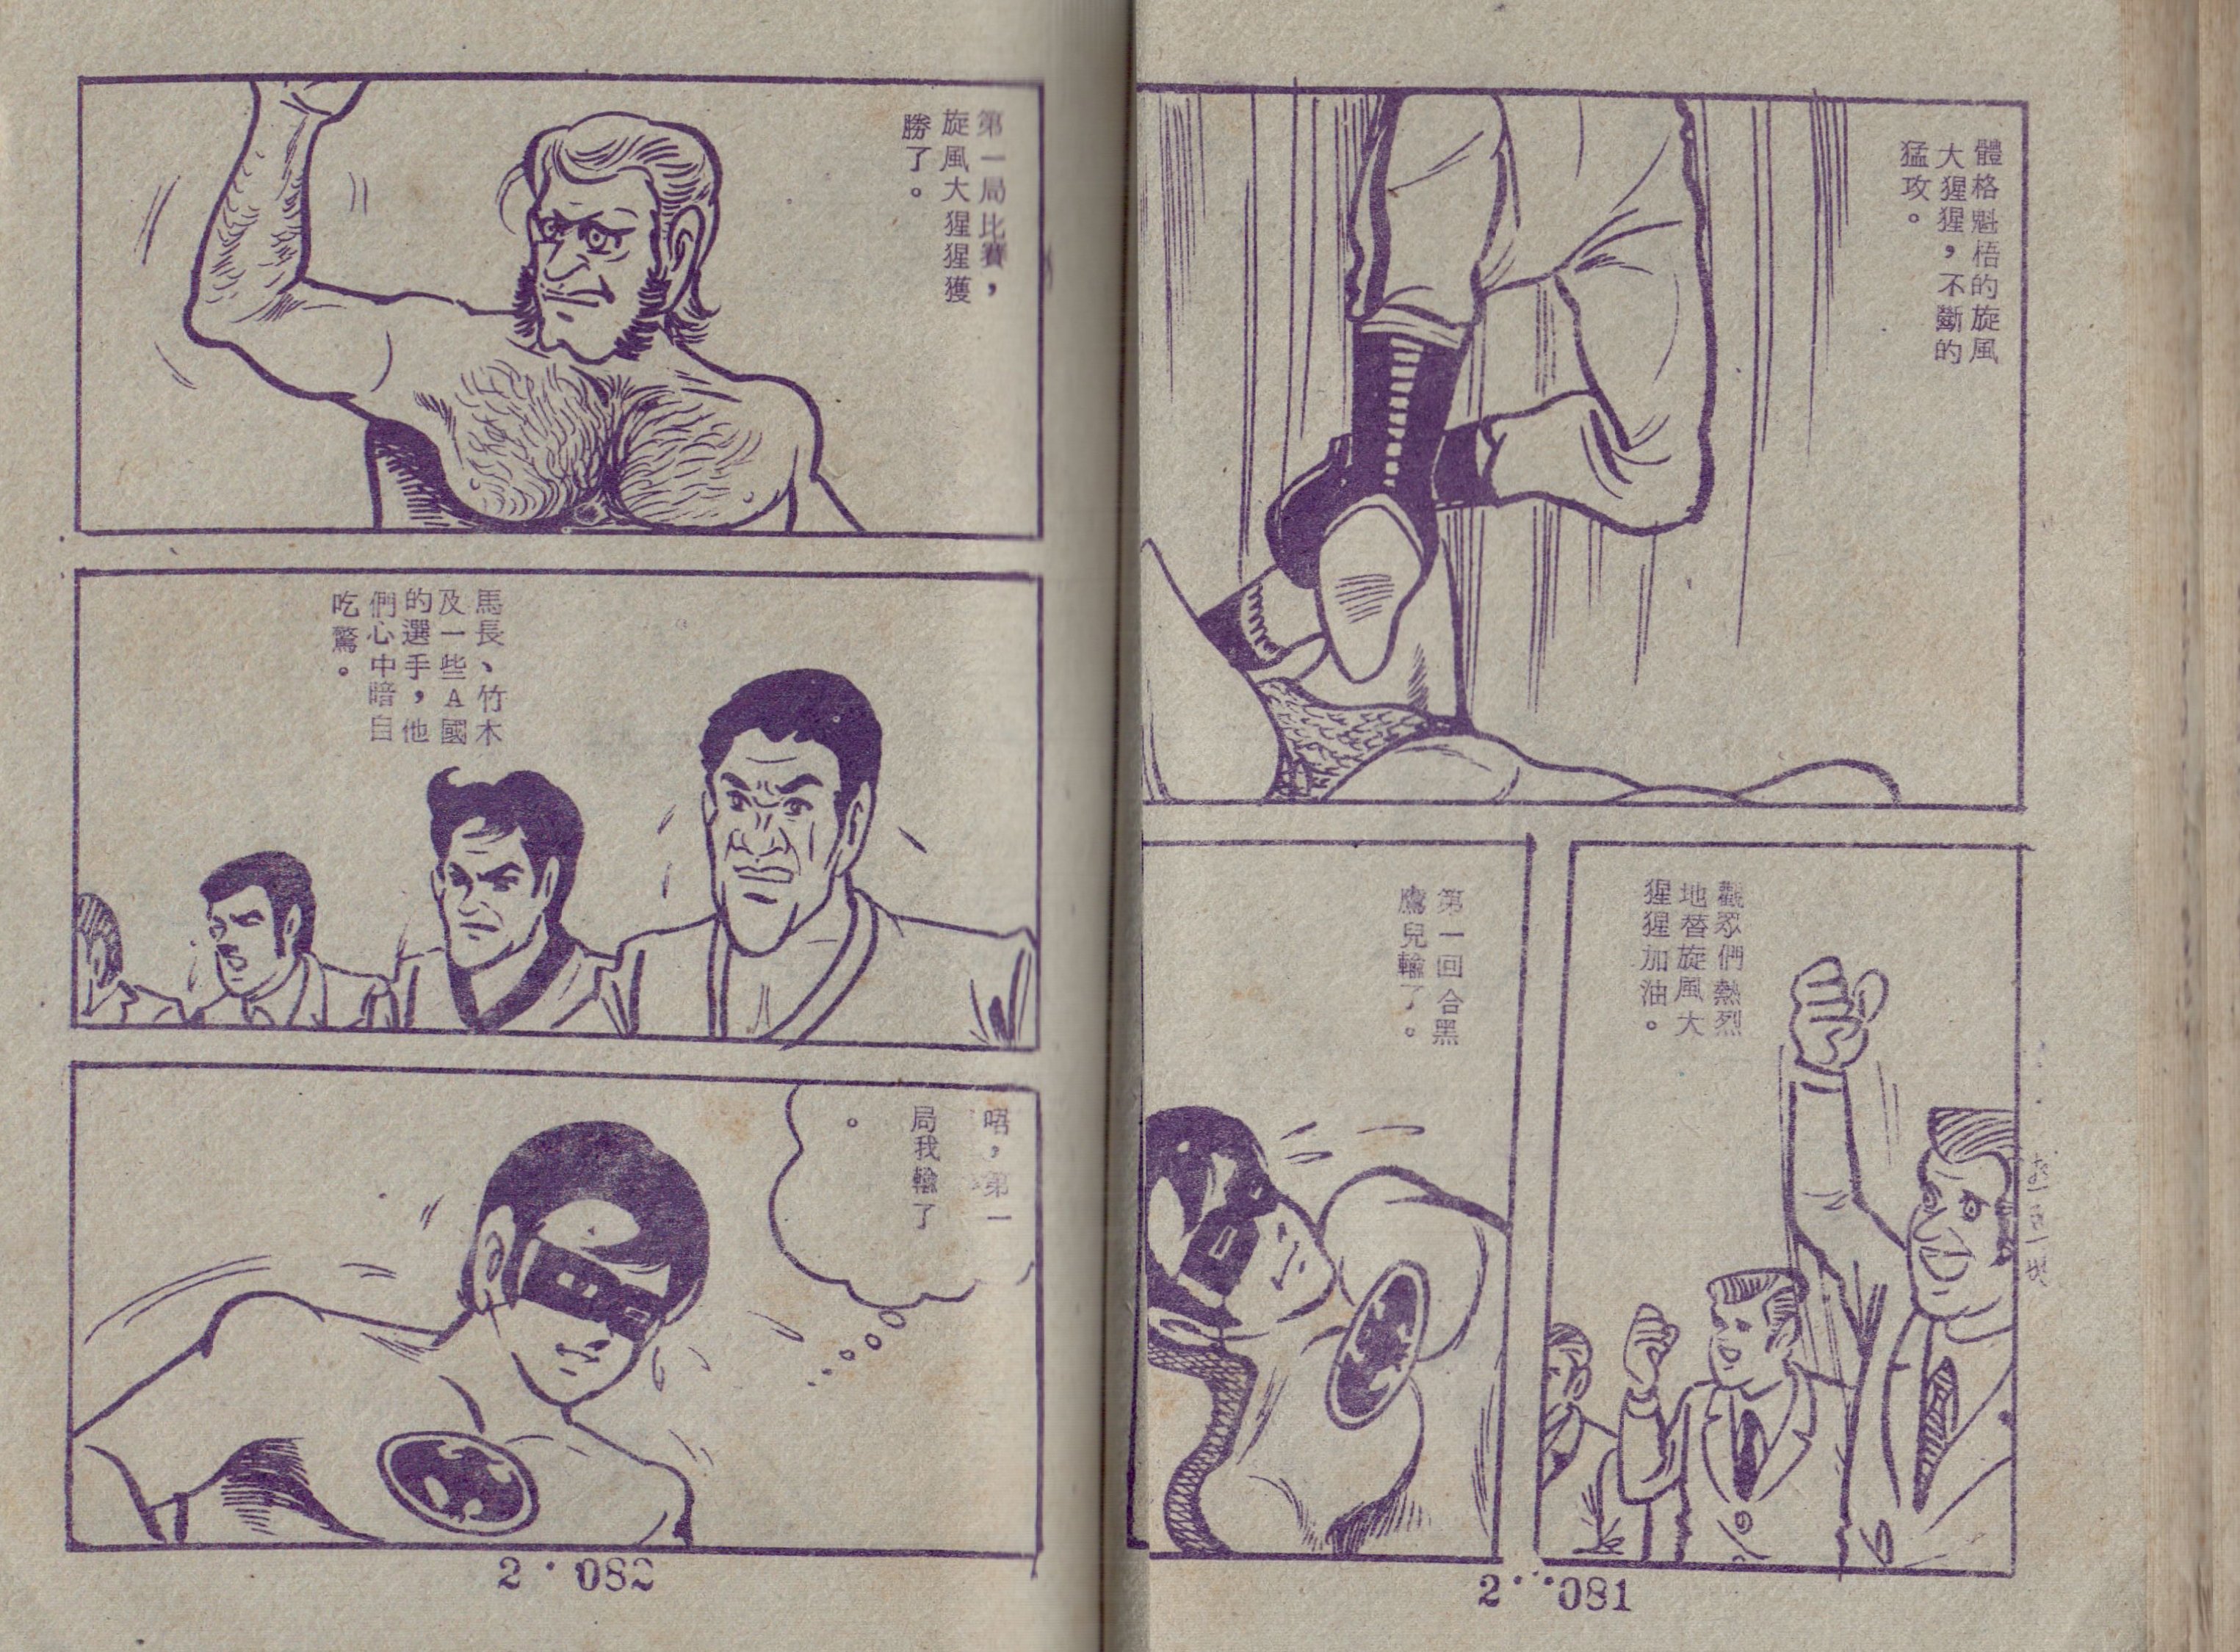 體格魁梧的旋風
大猩猩，不斷的
猛攻。
觀眾們熱烈
地替旋風大
猩猩加油。
第一回合黑
鷹兒輸了。
2··081
第一局比賽，
旋風大猩猩獲
勝了。
馬長、竹木
及一些A國
的選手，他
們心中暗自
吃驚。
唔，第一
局我輸了
。
2·082